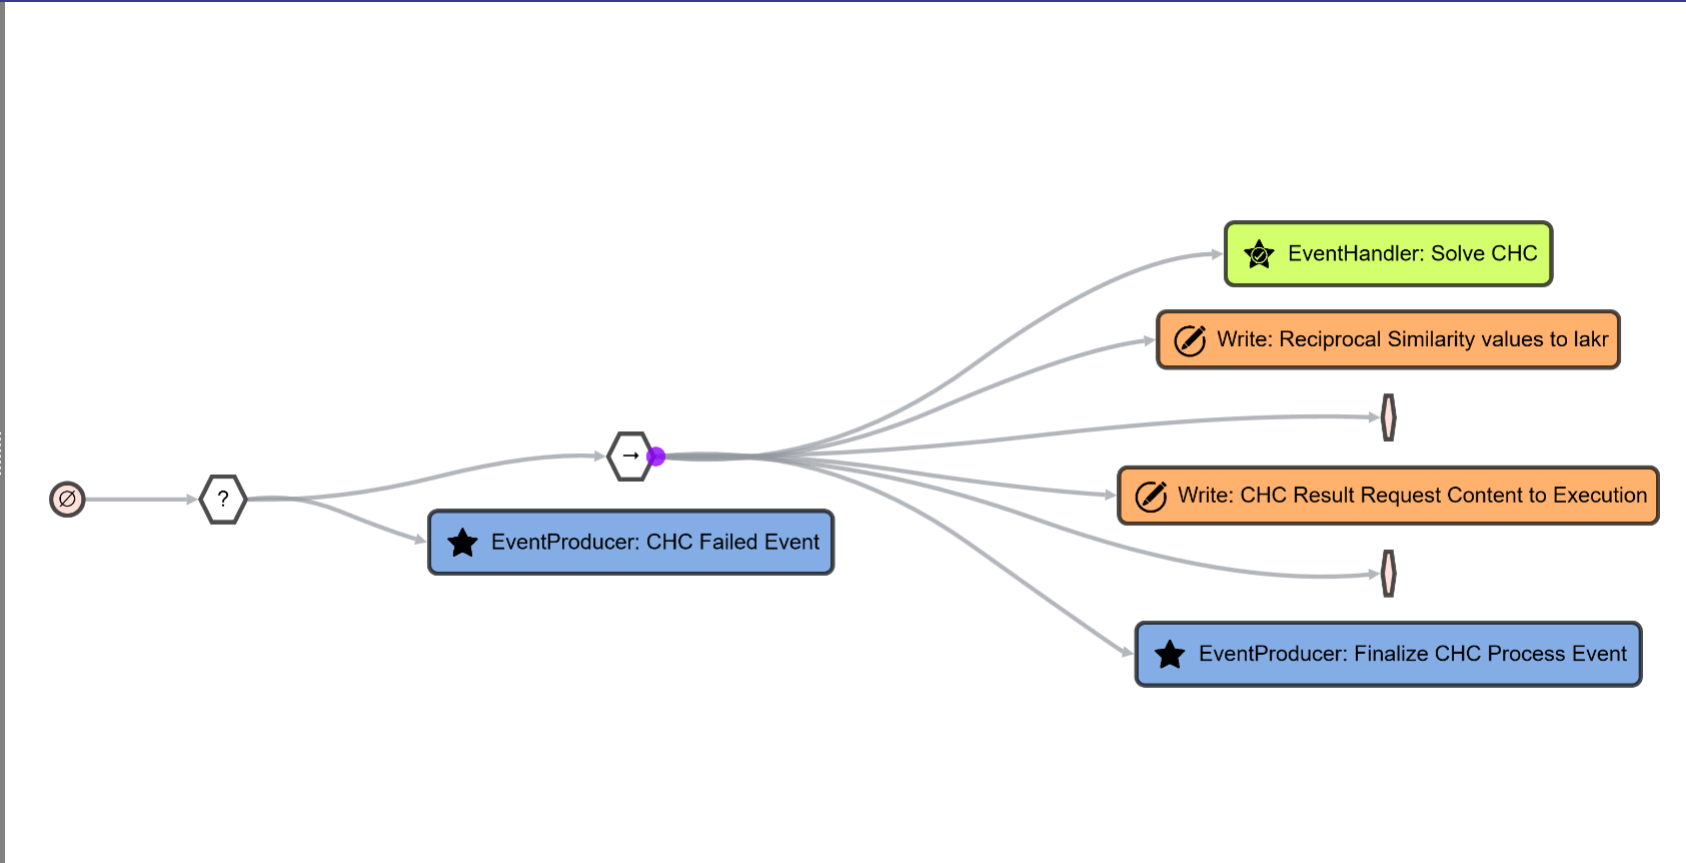 EventHandler: Solve CHC
Write: Reciprocal Similarity values to lakr
→
∅
?
Write: CHC Result Request Content to Execution
EventProducer: CHC Failed Event
EventProducer: Finalize CHC Process Event